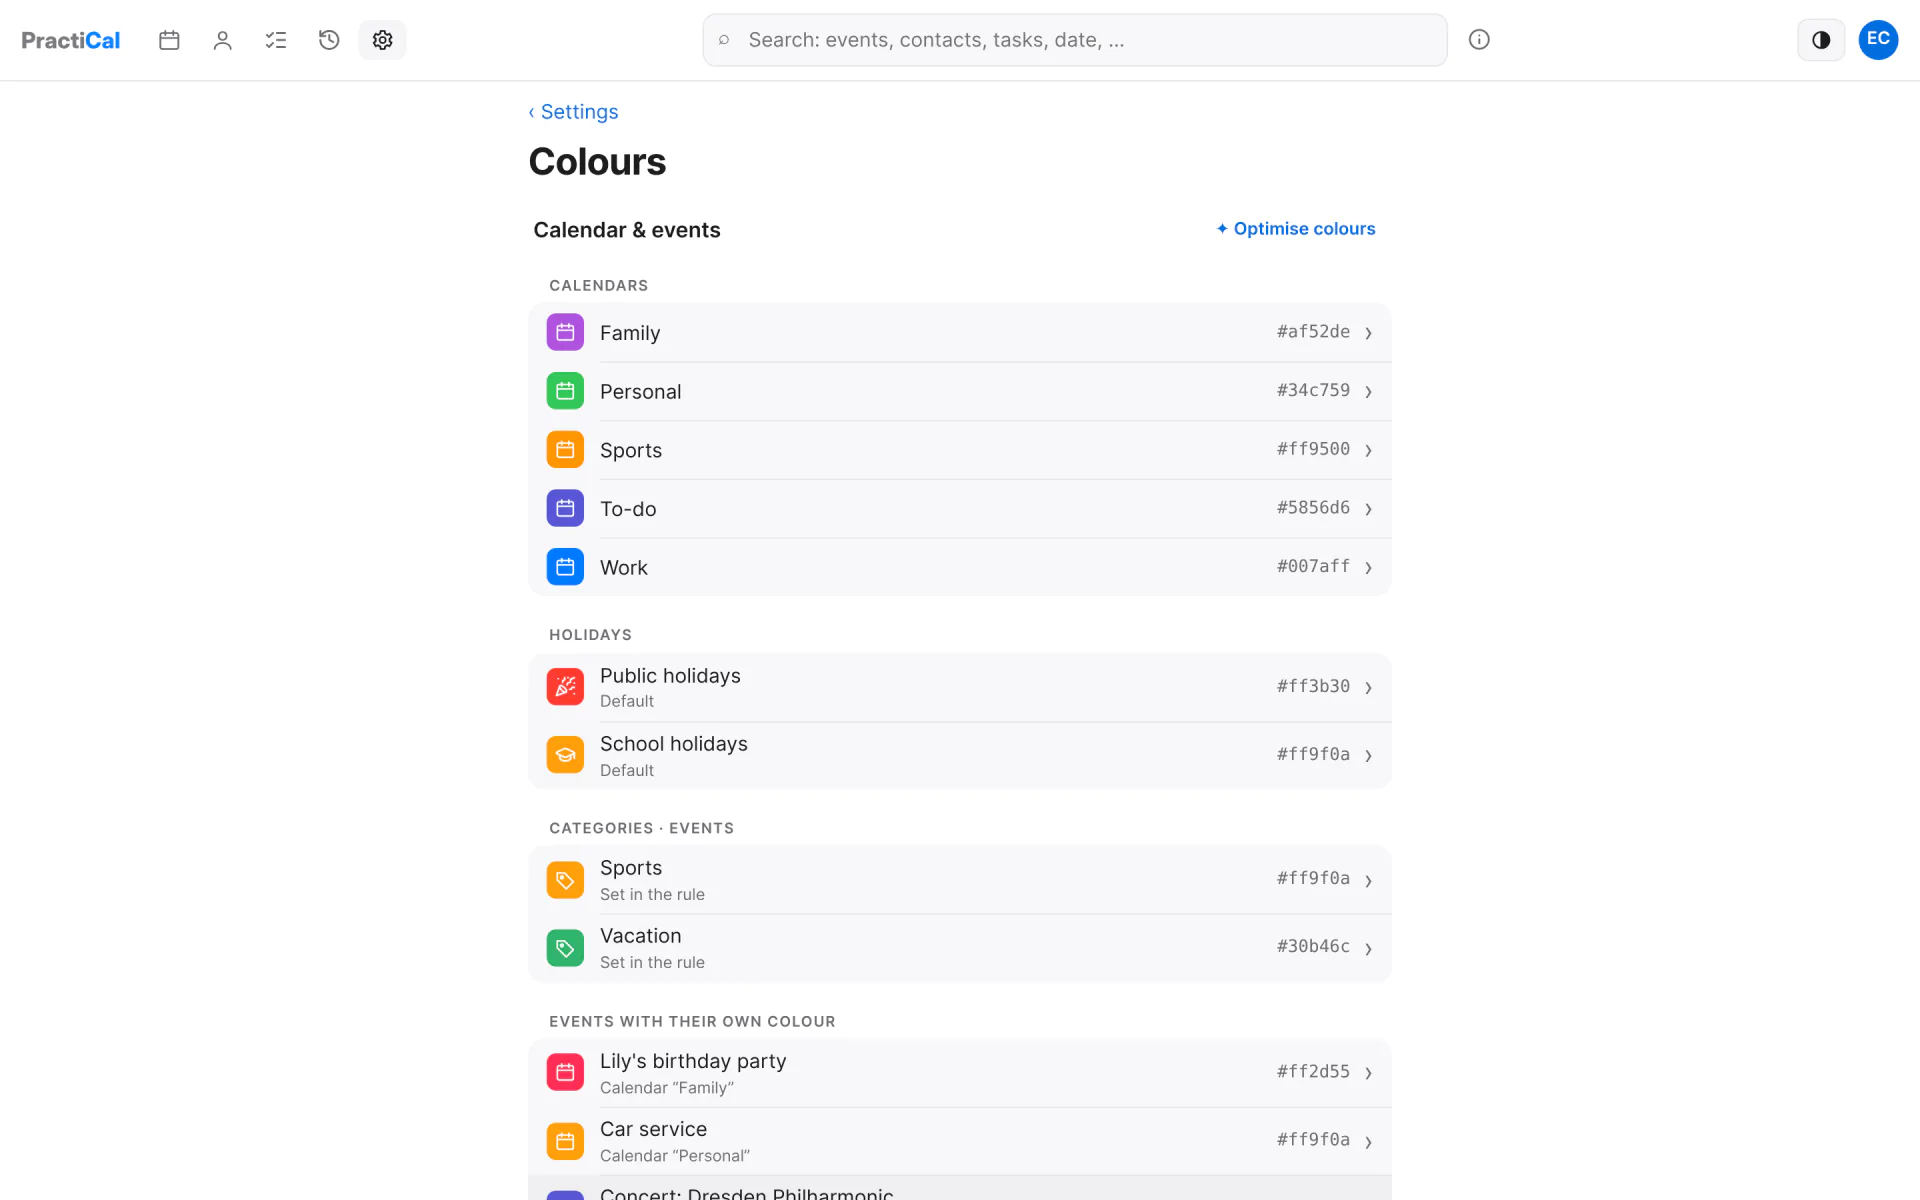 PractiCal
Search: events, contacts, tasks, date, ...
EC
‹ Settings
Colours
Calendar & events
✦ Optimise colours
CALENDARS
Family
#af52de ›
Personal
#34c759 ›
Sports
#ff9500 ›
To-do
#5856d6 ›
Work
#007aff ›
HOLIDAYS
Public holidays
Default
#ff3b30 ›
School holidays
Default
#ff9f0a ›
CATEGORIES · EVENTS
Sports
Set in the rule
#ff9f0a ›
Vacation
Set in the rule
#30b46c ›
EVENTS WITH THEIR OWN COLOUR
Lily's birthday party
Calendar “Family”
#ff2d55 ›
Car service
Calendar “Personal”
#ff9f0a ›
Concert: Dresden Philharmonic